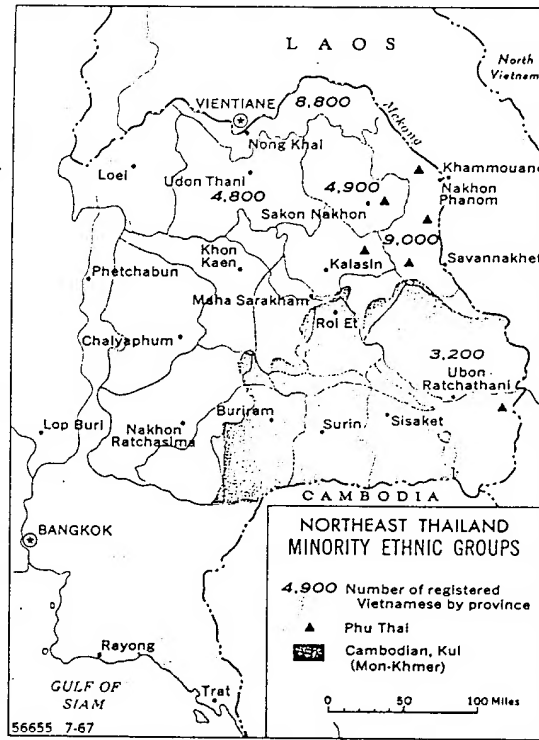 LAOS
North
Vietnam
8,800
VIENTIANE
Mekong
Nong Khai
Loei
Udon Thani
4,800
4,900
Sakon Nakhon
Khammouane
Nakhon
Phanom
9,000
Khon
Kaen
Kalasin
Savannakhet
Phetchabun
Maha Sarakham
Roi Et
Chaiyaphum
3,200
Ubon
Ratchathani
Lop Buri
Nakhon
Ratchasima
Buriram
Surin
Sisaket
CAMBODIA
BANGKOK
Rayong
GULF OF
SIAM
Trat
NORTHEAST THAILAND
MINORITY ETHNIC GROUPS
4,900 Number of registered
Vietnamese by province
Phu Thai
Cambodian, Kui
(Mon-Khmer)
0 100 Miles
56655 7-67